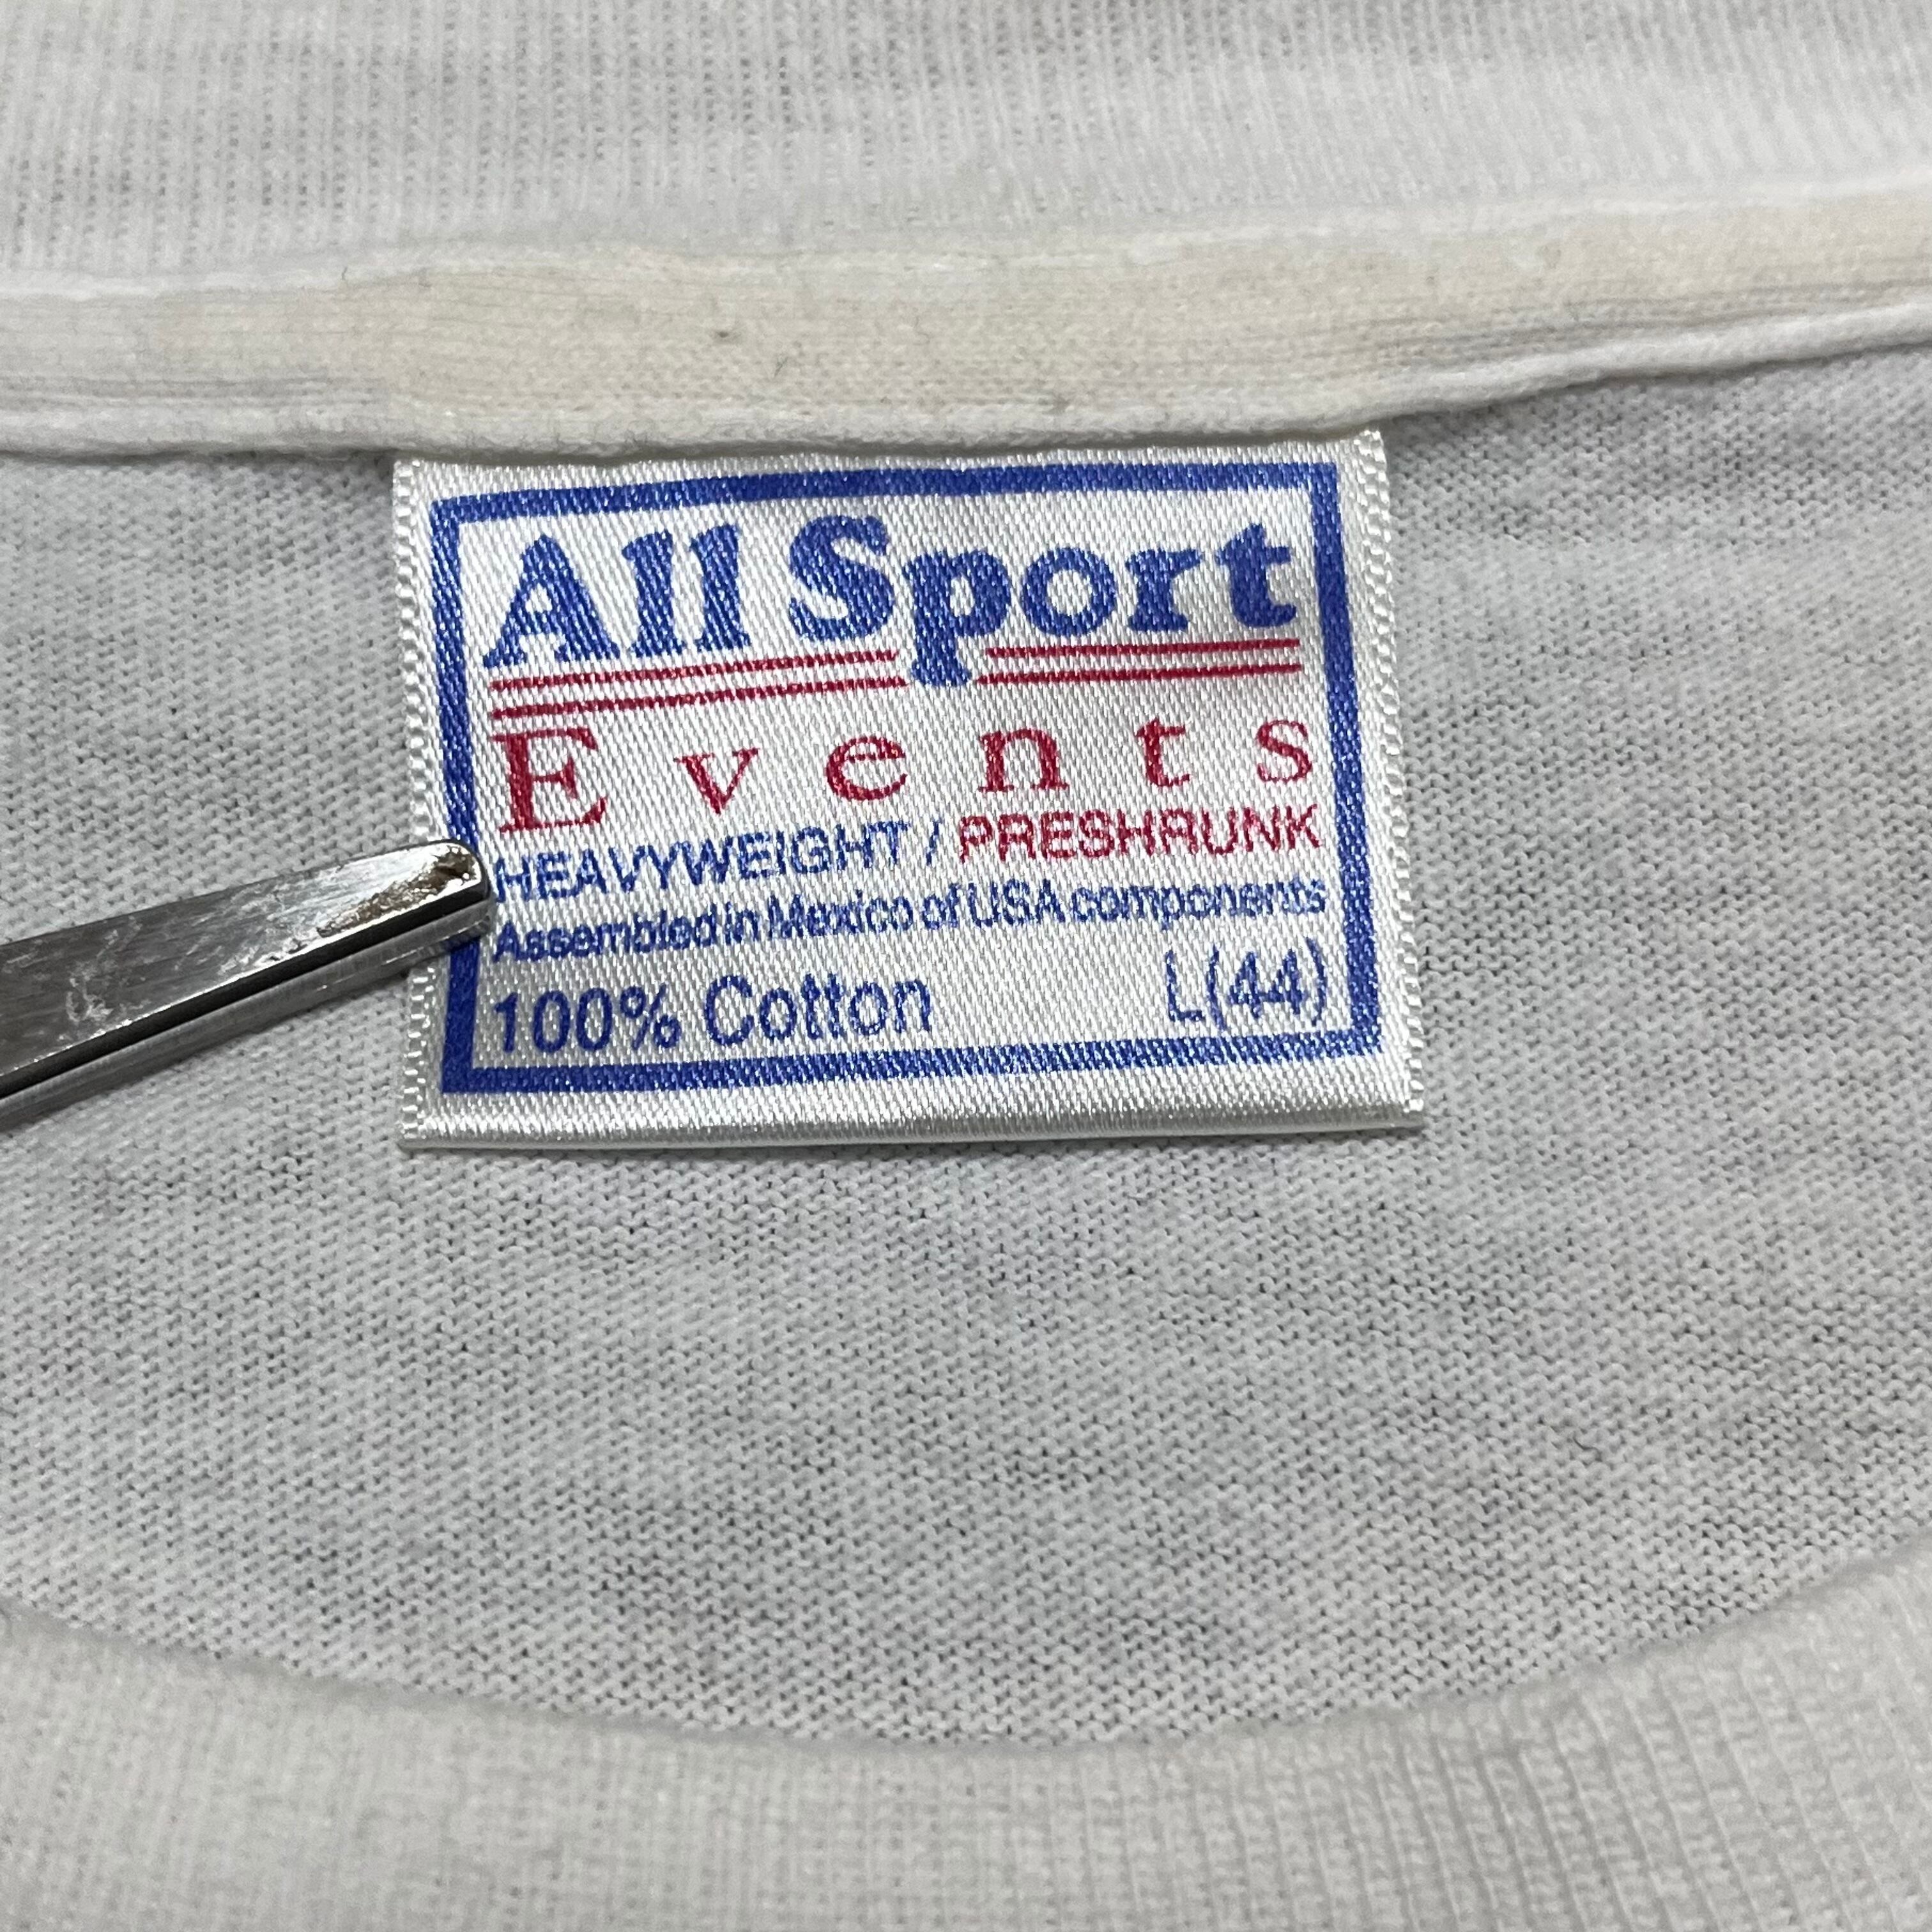 All Sport
Events
HEAVYWEIGHT / PRESHRUNK
Assembled in Mexico of USA components
100% Cotton L(44)